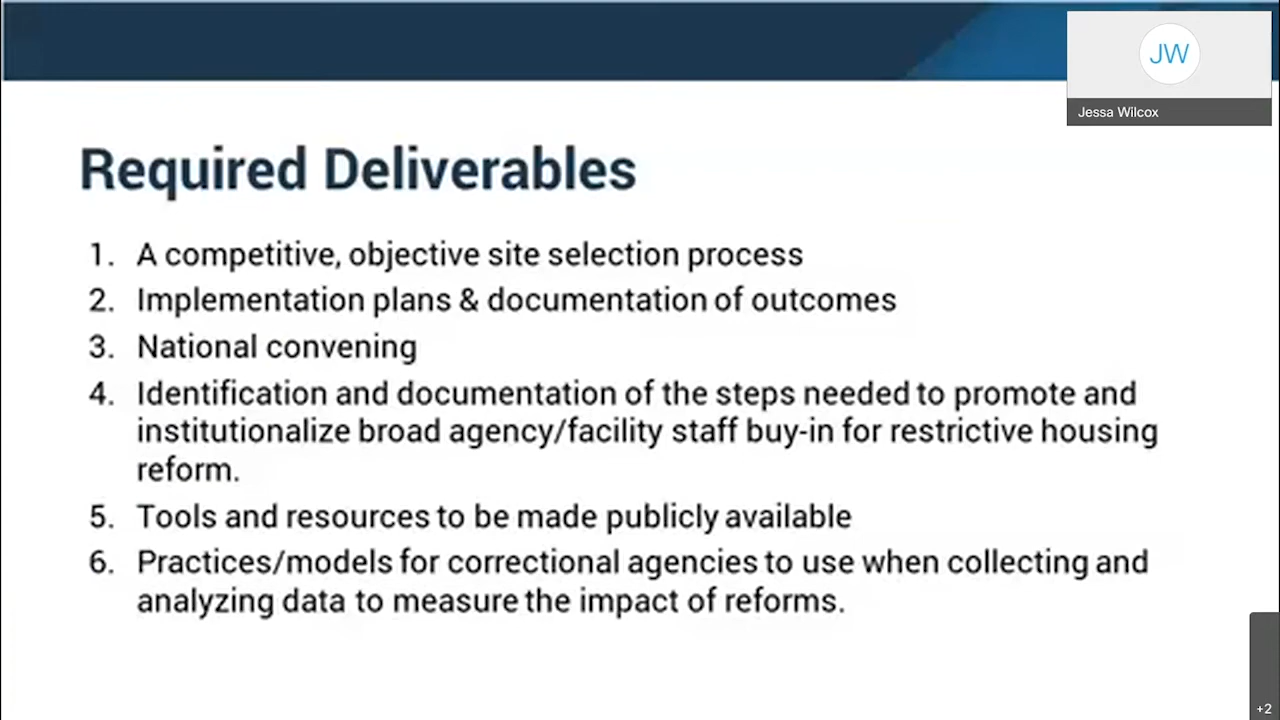 JW
Jessa Wilcox
Required Deliverables
1. A competitive, objective site selection process
2. Implementation plans & documentation of outcomes
3. National convening
4. Identification and documentation of the steps needed to promote and
institutionalize broad agency/facility staff buy-in for restrictive housing
reform.
5. Tools and resources to be made publicly available
6. Practices/models for correctional agencies to use when collecting and
analyzing data to measure the impact of reforms.
+2